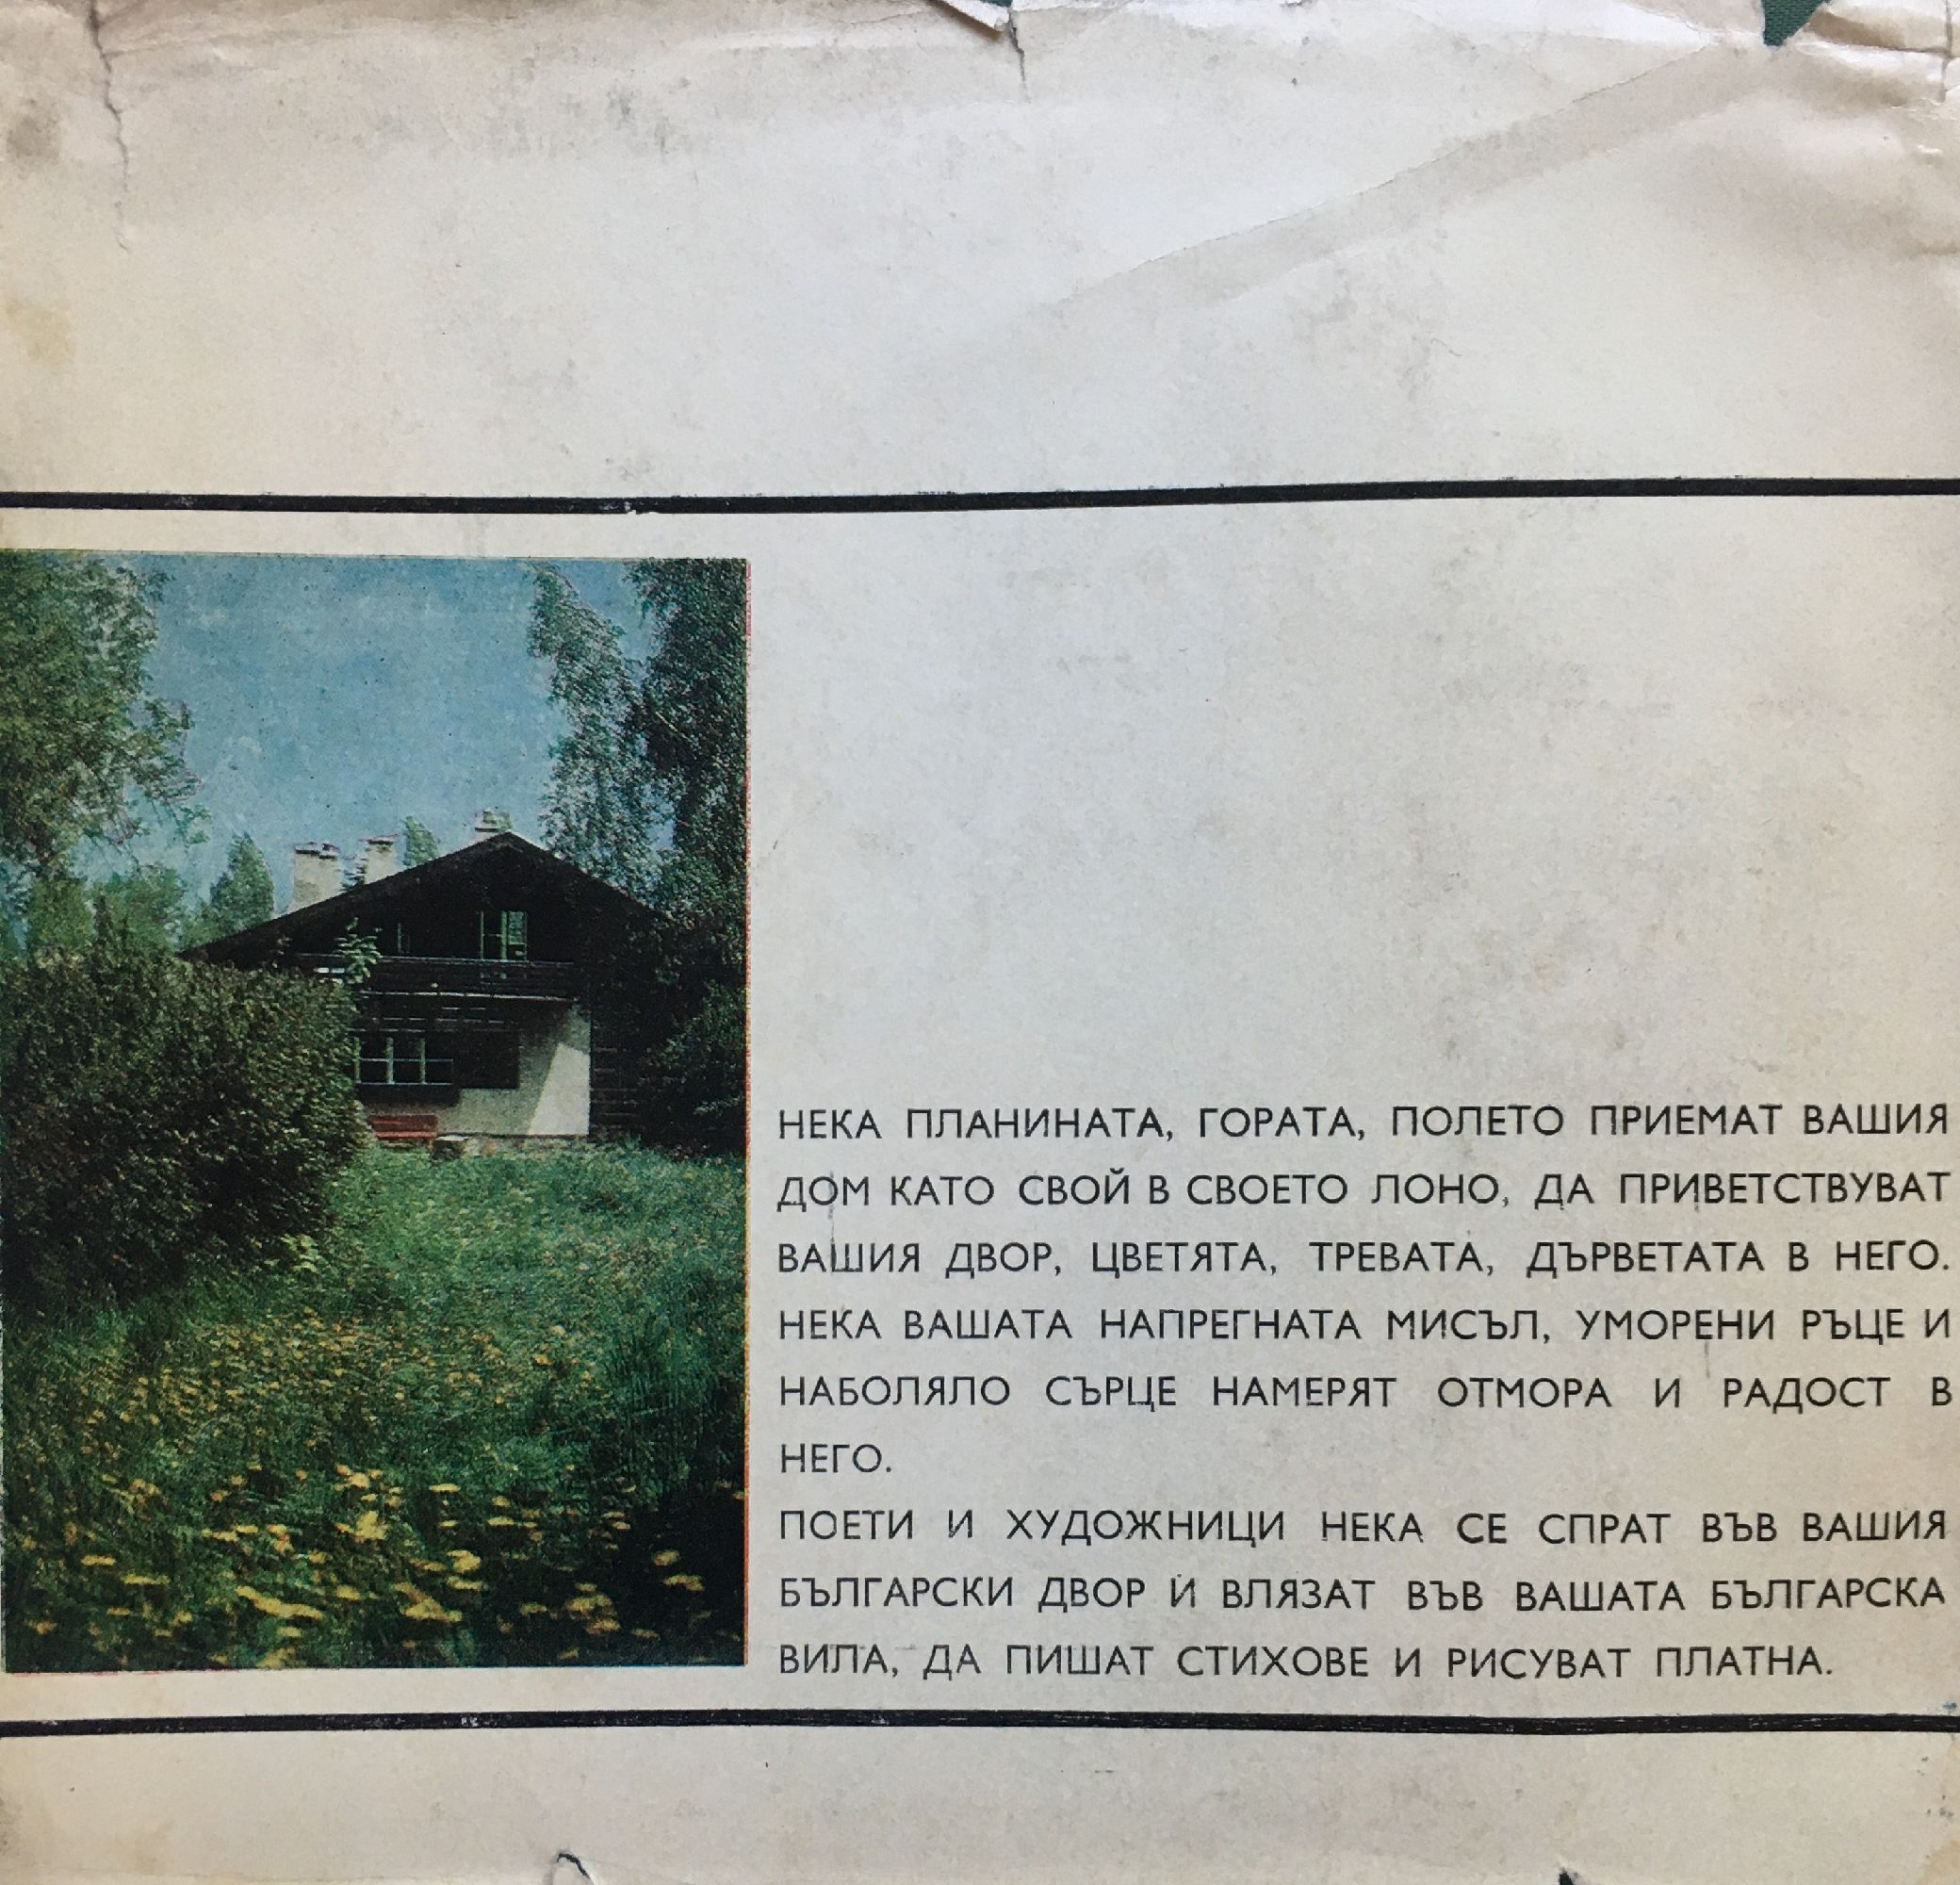 НЕКА ПЛАНИНАТА, ГОРАТА, ПОЛЕТО ПРИЕМАТ ВАШИЯ
ДОМ КАТО СВОЙ В СВОЕТО ЛОНО, ДА ПРИВЕТСТВУВАТ
ВАШИЯ ДВОР, ЦВЕТЯТА, ТРЕВАТА, ДЪРВЕТАТА В НЕГО.
НЕКА ВАШАТА НАПРЕГНАТА МИСЪЛ, УМОРЕНИ РЪЦЕ И
НАБОЛЯЛО СЪРЦЕ НАМЕРЯТ ОТМОРА И РАДОСТ В
НЕГО.
ПОЕТИ И ХУДОЖНИЦИ НЕКА СЕ СПРАТ ВЪВ ВАШИЯ
БЪЛГАРСКИ ДВОР И ВЛЯЗАТ ВЪВ ВАШАТА БЪЛГАРСКА
ВИЛА, ДА ПИШАТ СТИХОВЕ И РИСУВАТ ПЛАТНА.